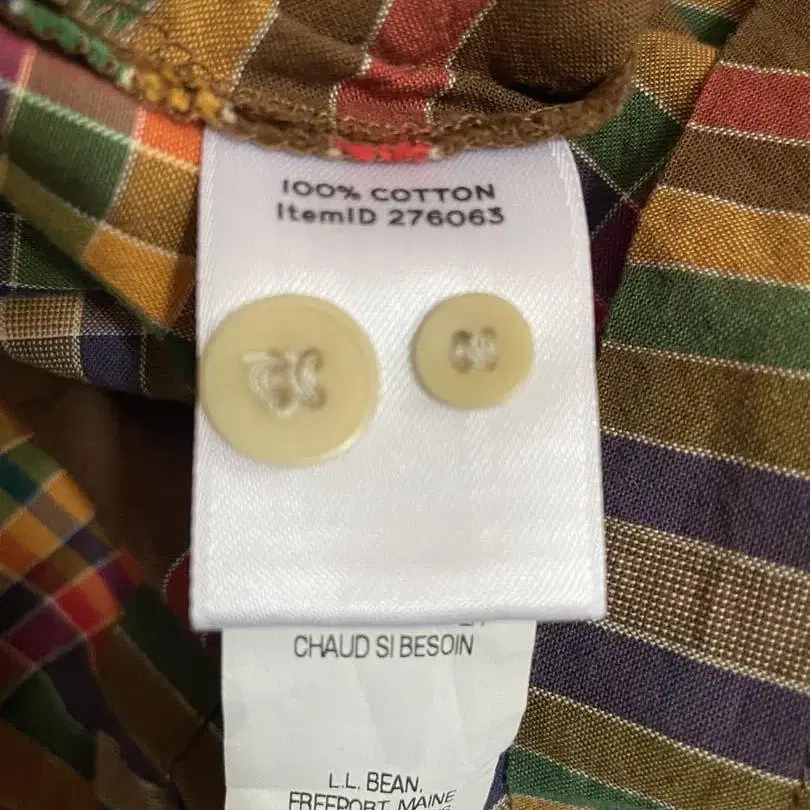 100% COTTON
ItemID 276063
CHAUD SI BESOIN
L.L. BEAN,
FREEPORT, MAINE